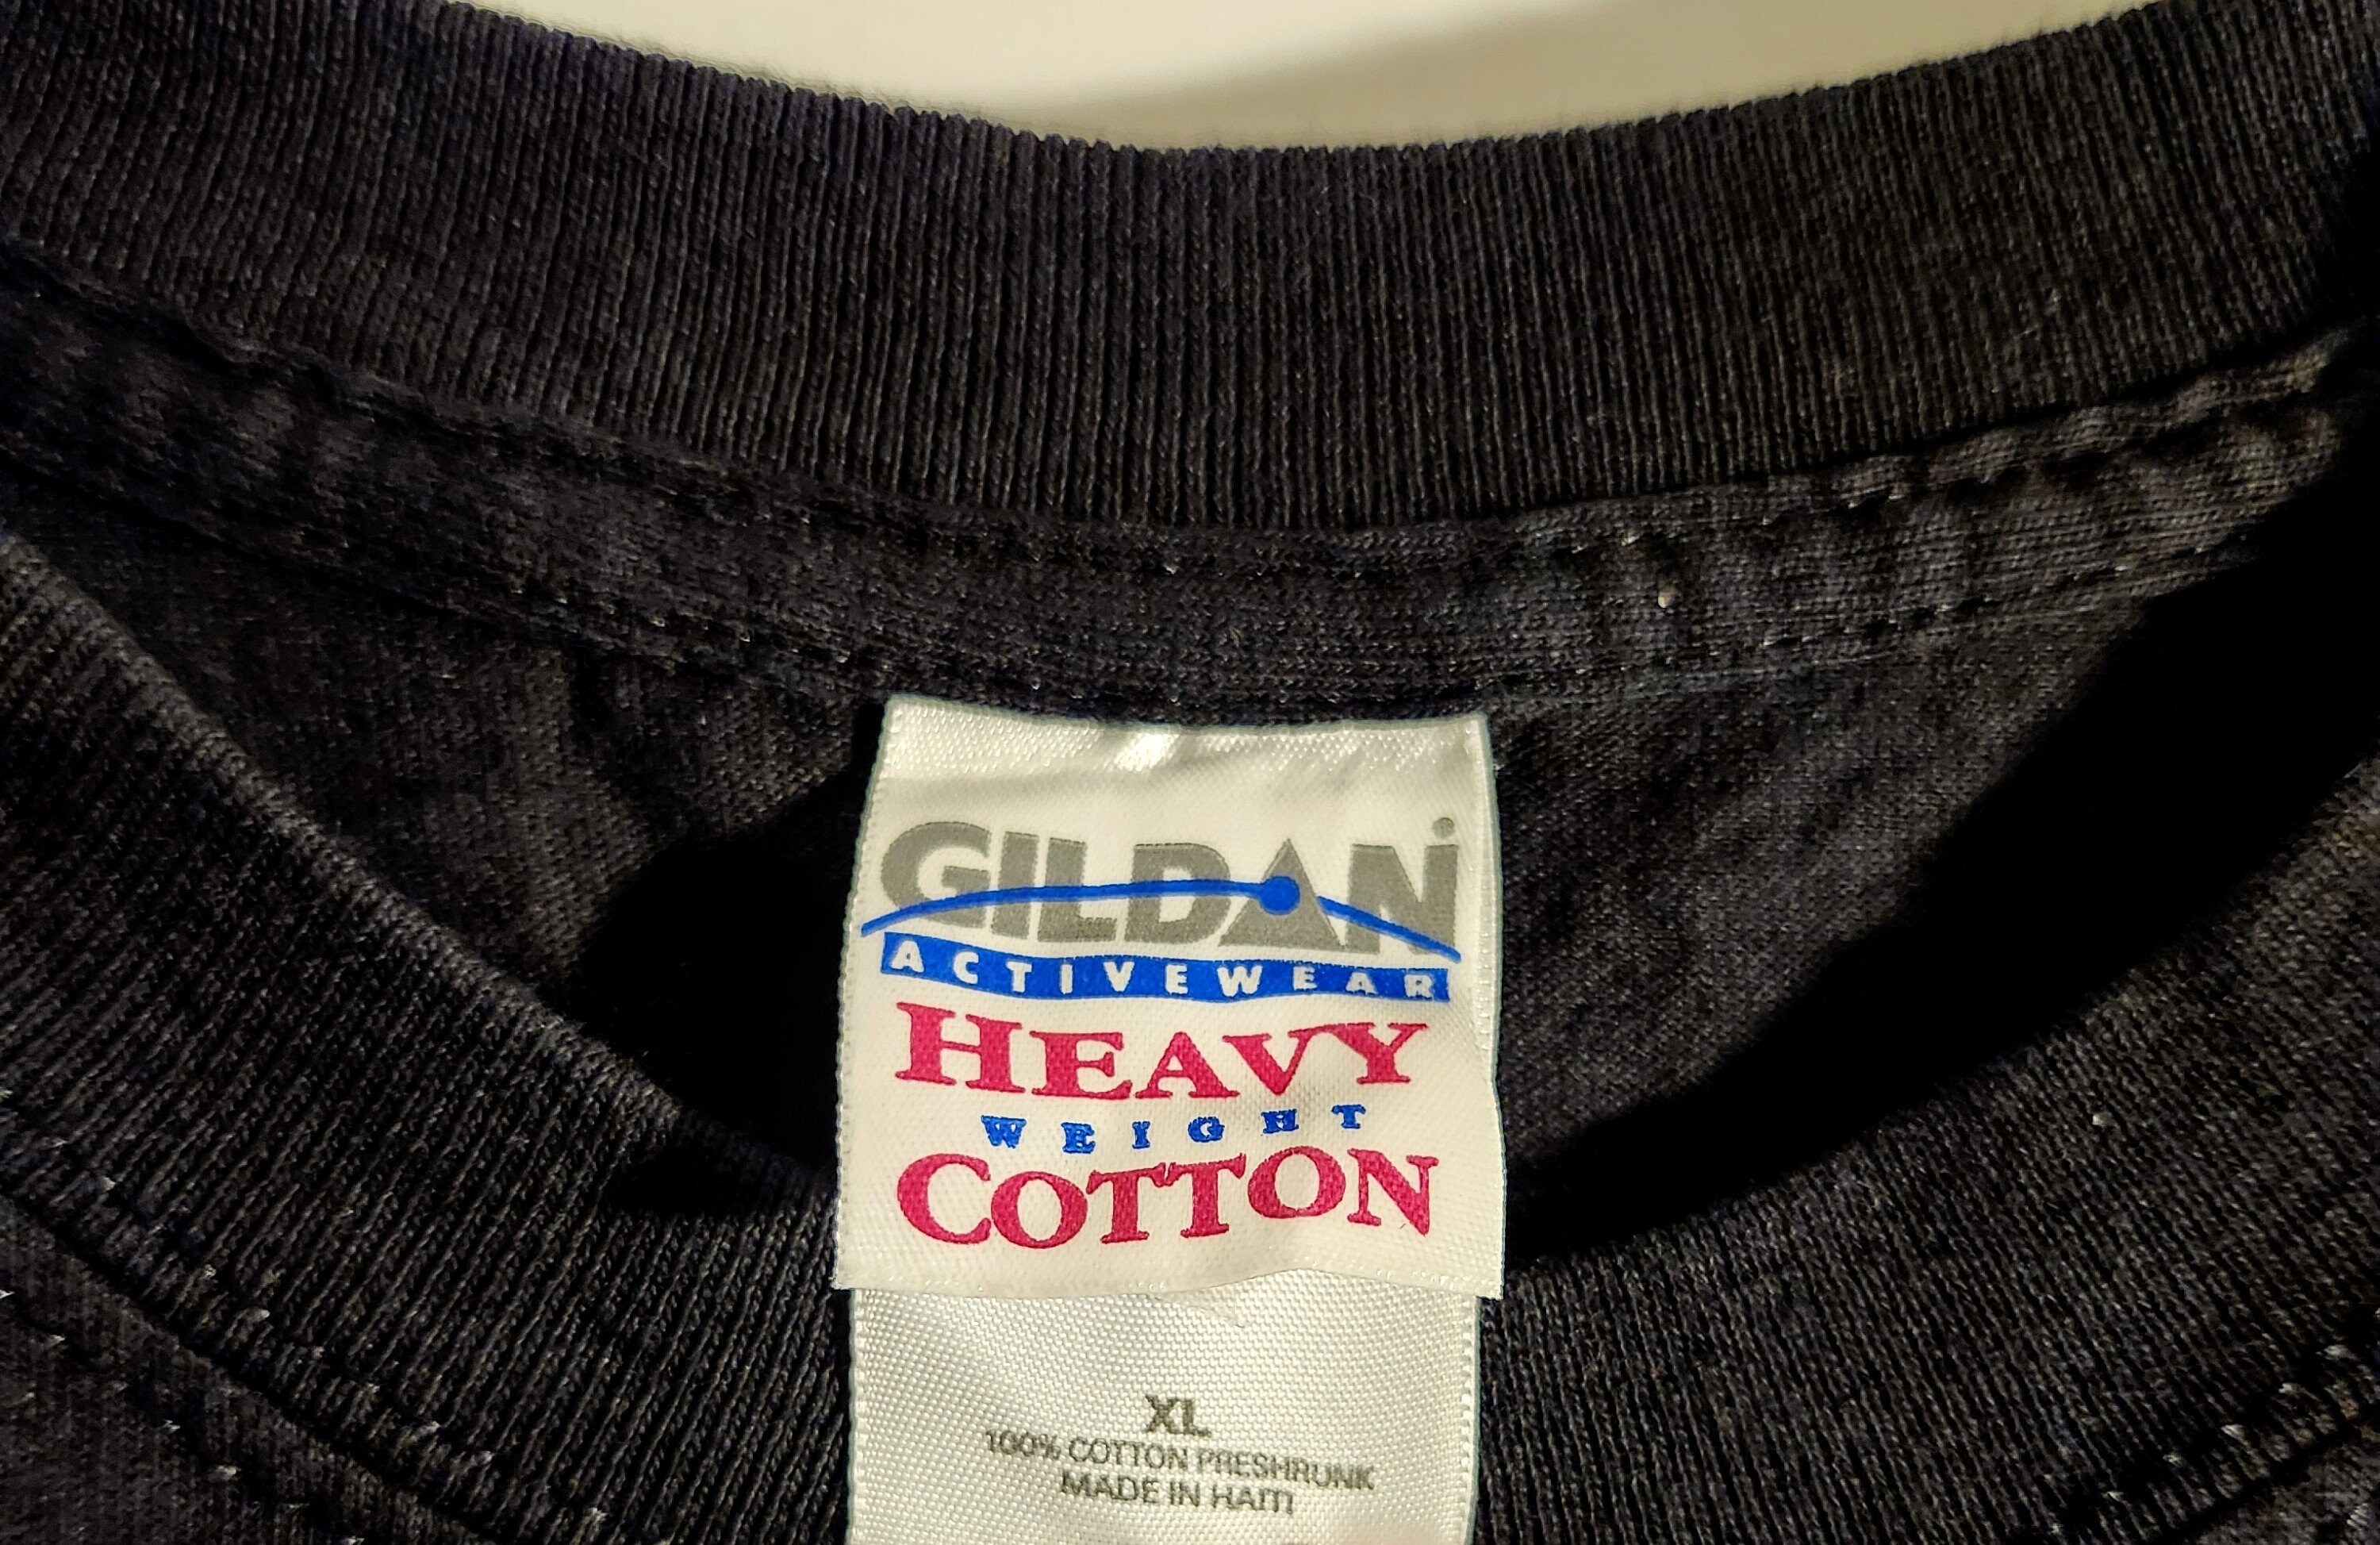 GILDAN
ACTIVEWEAR
HEAVY
WEIGHT
COTTON
XL
100% COTTON PRESHRUNK
MADE IN HAITI